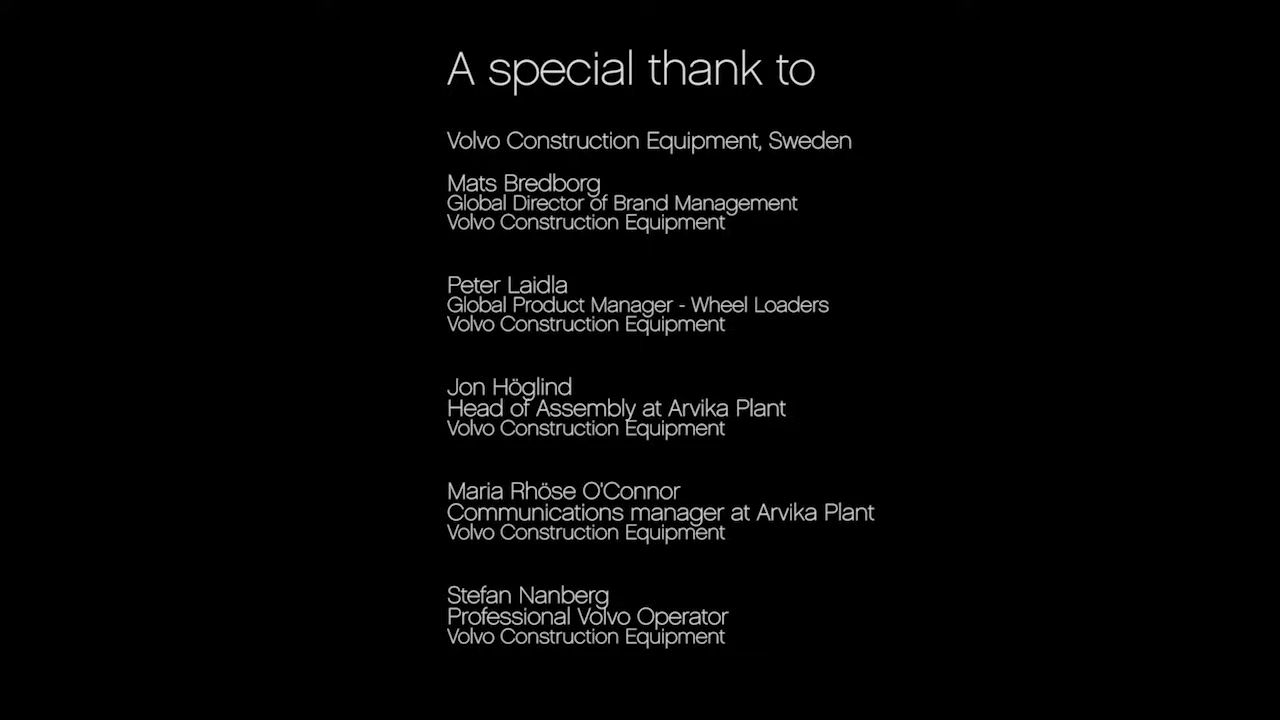 A special thank to
Volvo Construction Equipment, Sweden
Mats Bredborg
Global Director of Brand Management
Volvo Construction Equipment
Peter Laidla
Global Product Manager - Wheel Loaders
Volvo Construction Equipment
Jon Höglind
Head of Assembly at Arvika Plant
Volvo Construction Equipment
Maria Rhöse O'Connor
Communications manager at Arvika Plant
Volvo Construction Equipment
Stefan Nanberg
Professional Volvo Operator
Volvo Construction Equipment